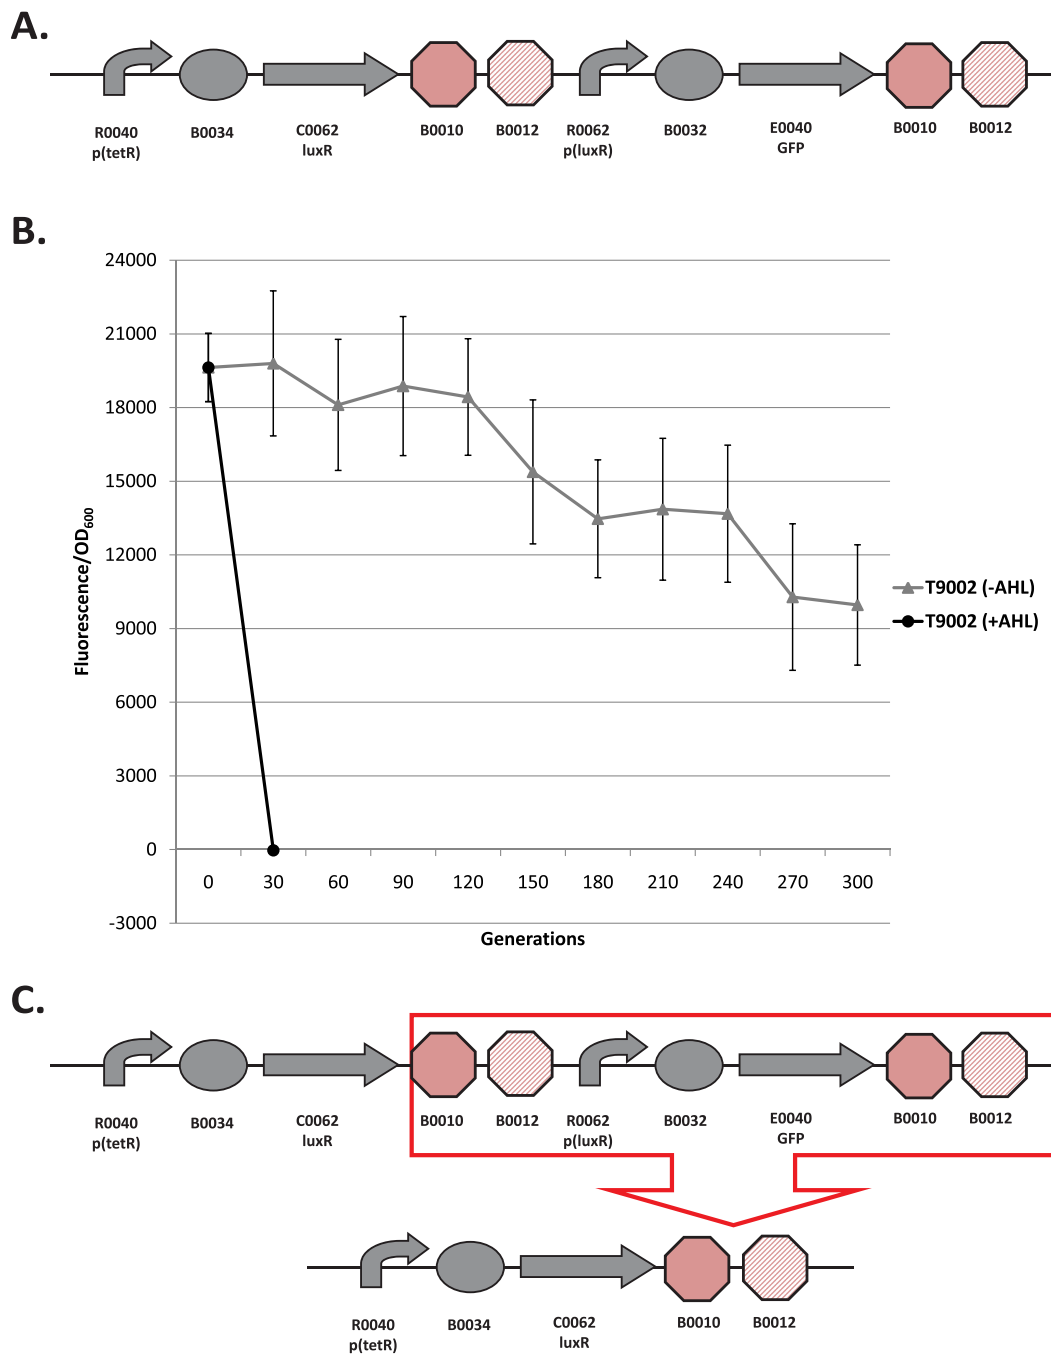 A.
R0040 B0034 C0062 B0010 B0012 R0062 B0032 E0040 B0010 B0012
p(tetR) luxR p(luxR) GFP
B.
24000
21000
18000
15000
12000
9000
6000
3000
0
-3000
Fluorescence/OD600
0 30 60 90 120 150 180 210 240 270 300
Generations
T9002 (-AHL)
T9002 (+AHL)
C.
R0040 B0034 C0062 B0010 B0012 R0062 B0032 E0040 B0010 B0012
p(tetR) luxR p(luxR) GFP
R0040 B0034 C0062 B0010 B0012
p(tetR) luxR